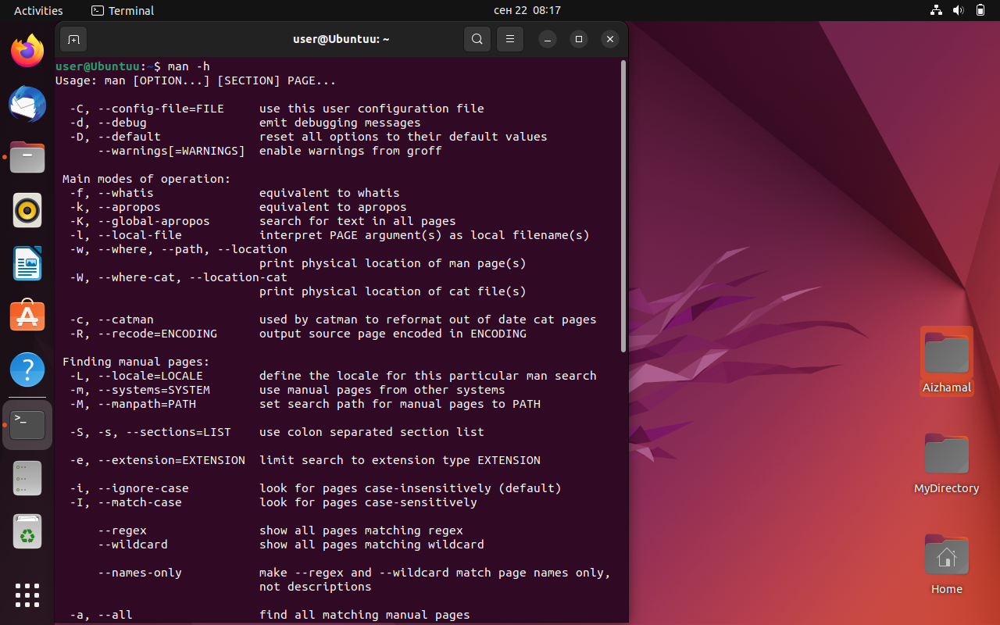 Activities
Terminal
сен 22 08:17
user@Ubuntuu: ~
user@Ubuntuu:~$ man -h
Usage: man [OPTION...] [SECTION] PAGE...
-C, --config-file=FILE use this user configuration file
-d, --debug emit debugging messages
-D, --default reset all options to their default values
--warnings[=WARNINGS] enable warnings from groff
Main modes of operation:
-f, --whatis equivalent to whatis
-k, --apropos equivalent to apropos
-K, --global-apropos search for text in all pages
-l, --local-file interpret PAGE argument(s) as local filename(s)
-w, --where, --path, --location
print physical location of man page(s)
-W, --where-cat, --location-cat
print physical location of cat file(s)
-c, --catman used by catman to reformat out of date cat pages
-R, --recode=ENCODING output source page encoded in ENCODING
Finding manual pages:
-L, --locale=LOCALE define the locale for this particular man search
-m, --systems=SYSTEM use manual pages from other systems
-M, --manpath=PATH set search path for manual pages to PATH
-S, -s, --sections=LIST use colon separated section list
-e, --extension=EXTENSION limit search to extension type EXTENSION
-i, --ignore-case look for pages case-insensitively (default)
-I, --match-case look for pages case-sensitively
--regex show all pages matching regex
--wildcard show all pages matching wildcard
--names-only make --regex and --wildcard match page names only,
not descriptions
-a, --all find all matching manual pages
Aizhamal
MyDirectory
Home